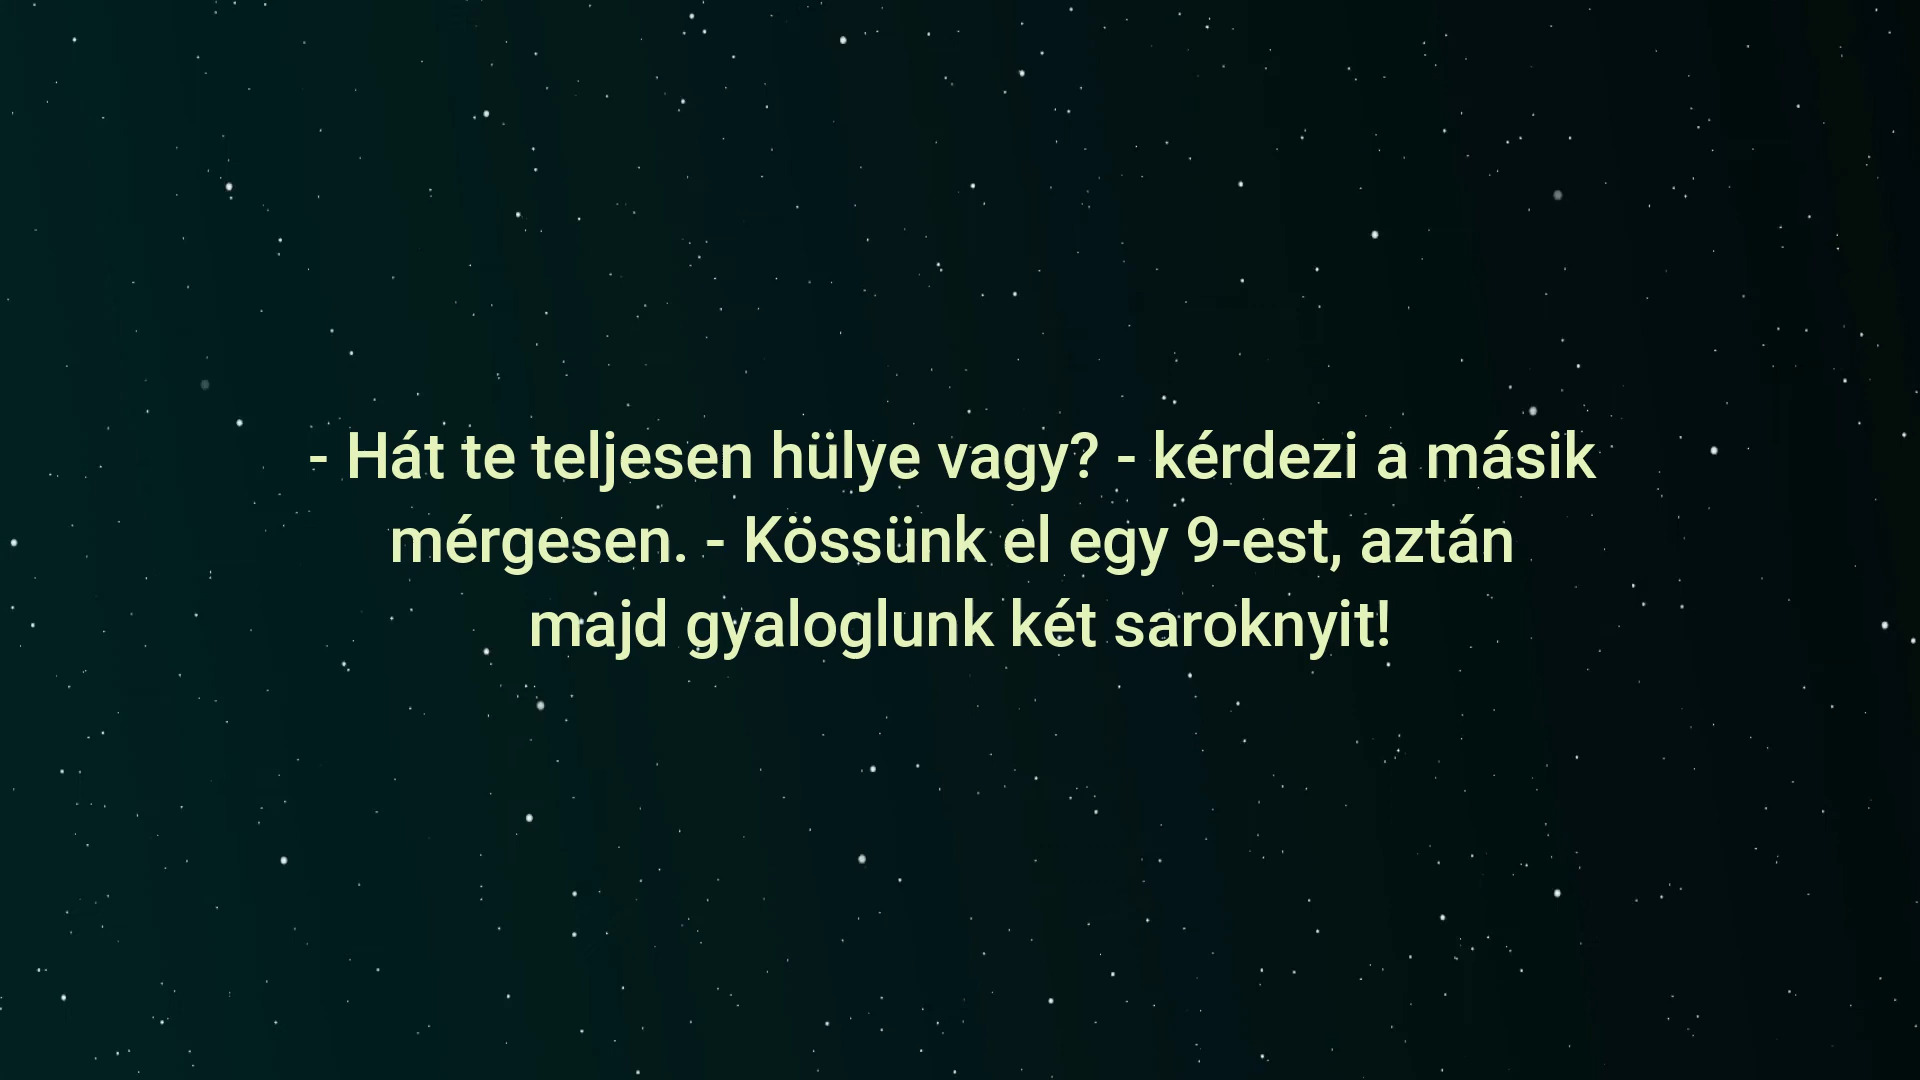 - Hát te teljesen hülye vagy? - kérdezi a másik
mérgesen. - Kössünk el egy 9-est, aztán
majd gyaloglunk két saroknyit!